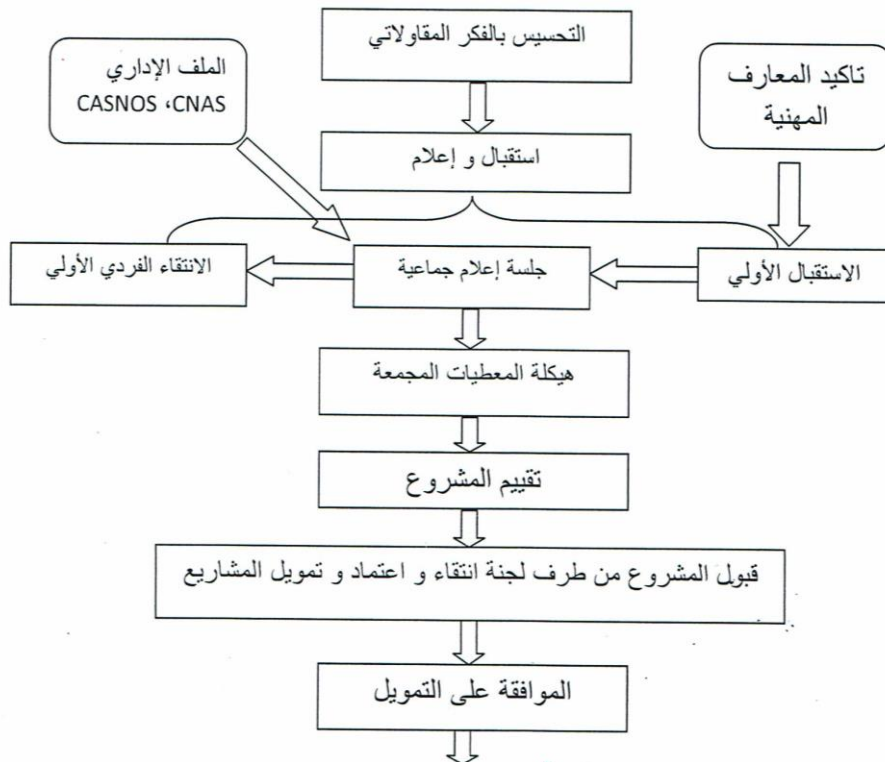 التحسيس بالفكر المقاولاتي
تاكيد المعارف
المهنية
الملف الإداري
CASNOS ،CNAS
استقبال و إعلام
الاستقبال الأولي
جلسة إعلام جماعية
الانتقاء الفردي الأولي
هيكلة المعطيات المجمعة
تقييم المشروع
قبول المشروع من طرف لجنة انتقاء و اعتماد و تمويل المشاريع
الموافقة على التمويل